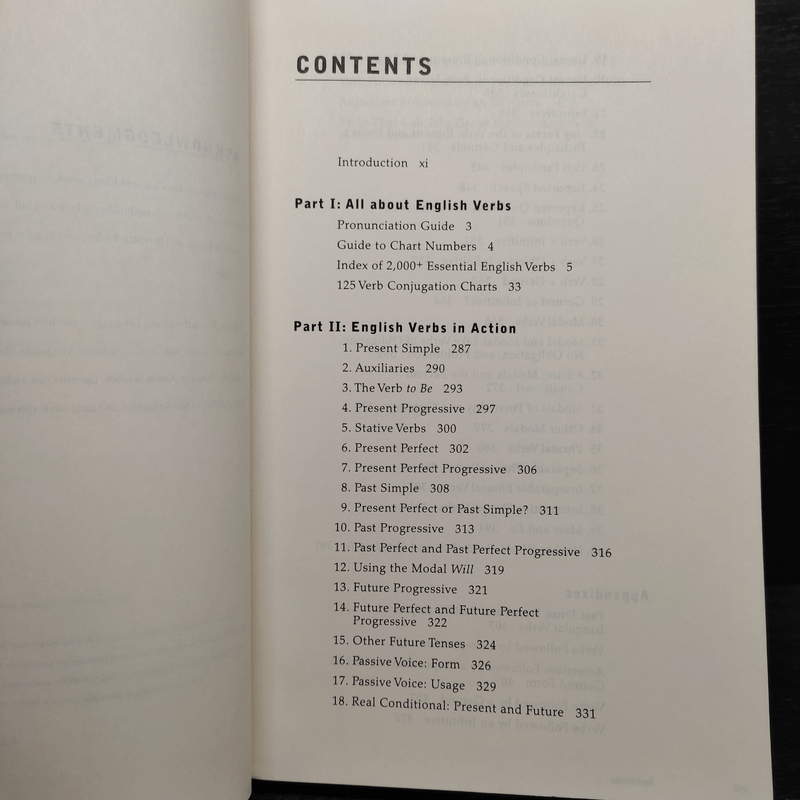 CONTENTS
Introduction xi
Part I: All about English Verbs
Pronunciation Guide 3
Guide to Chart Numbers 4
Index of 2,000+ Essential English Verbs 5
125 Verb Conjugation Charts 33
Part II: English Verbs in Action
1. Present Simple 287
2. Auxiliaries 290
3. The Verb to Be 293
4. Present Progressive 297
5. Stative Verbs 300
6. Present Perfect 302
7. Present Perfect Progressive 306
8. Past Simple 308
9. Present Perfect or Past Simple? 311
10. Past Progressive 313
11. Past Perfect and Past Perfect Progressive 316
12. Using the Modal Will 319
13. Future Progressive 321
14. Future Perfect and Future Perfect
Progressive 322
15. Other Future Tenses 324
16. Passive Voice: Form 326
17. Passive Voice: Usage 329
18. Real Conditional: Present and Future 331